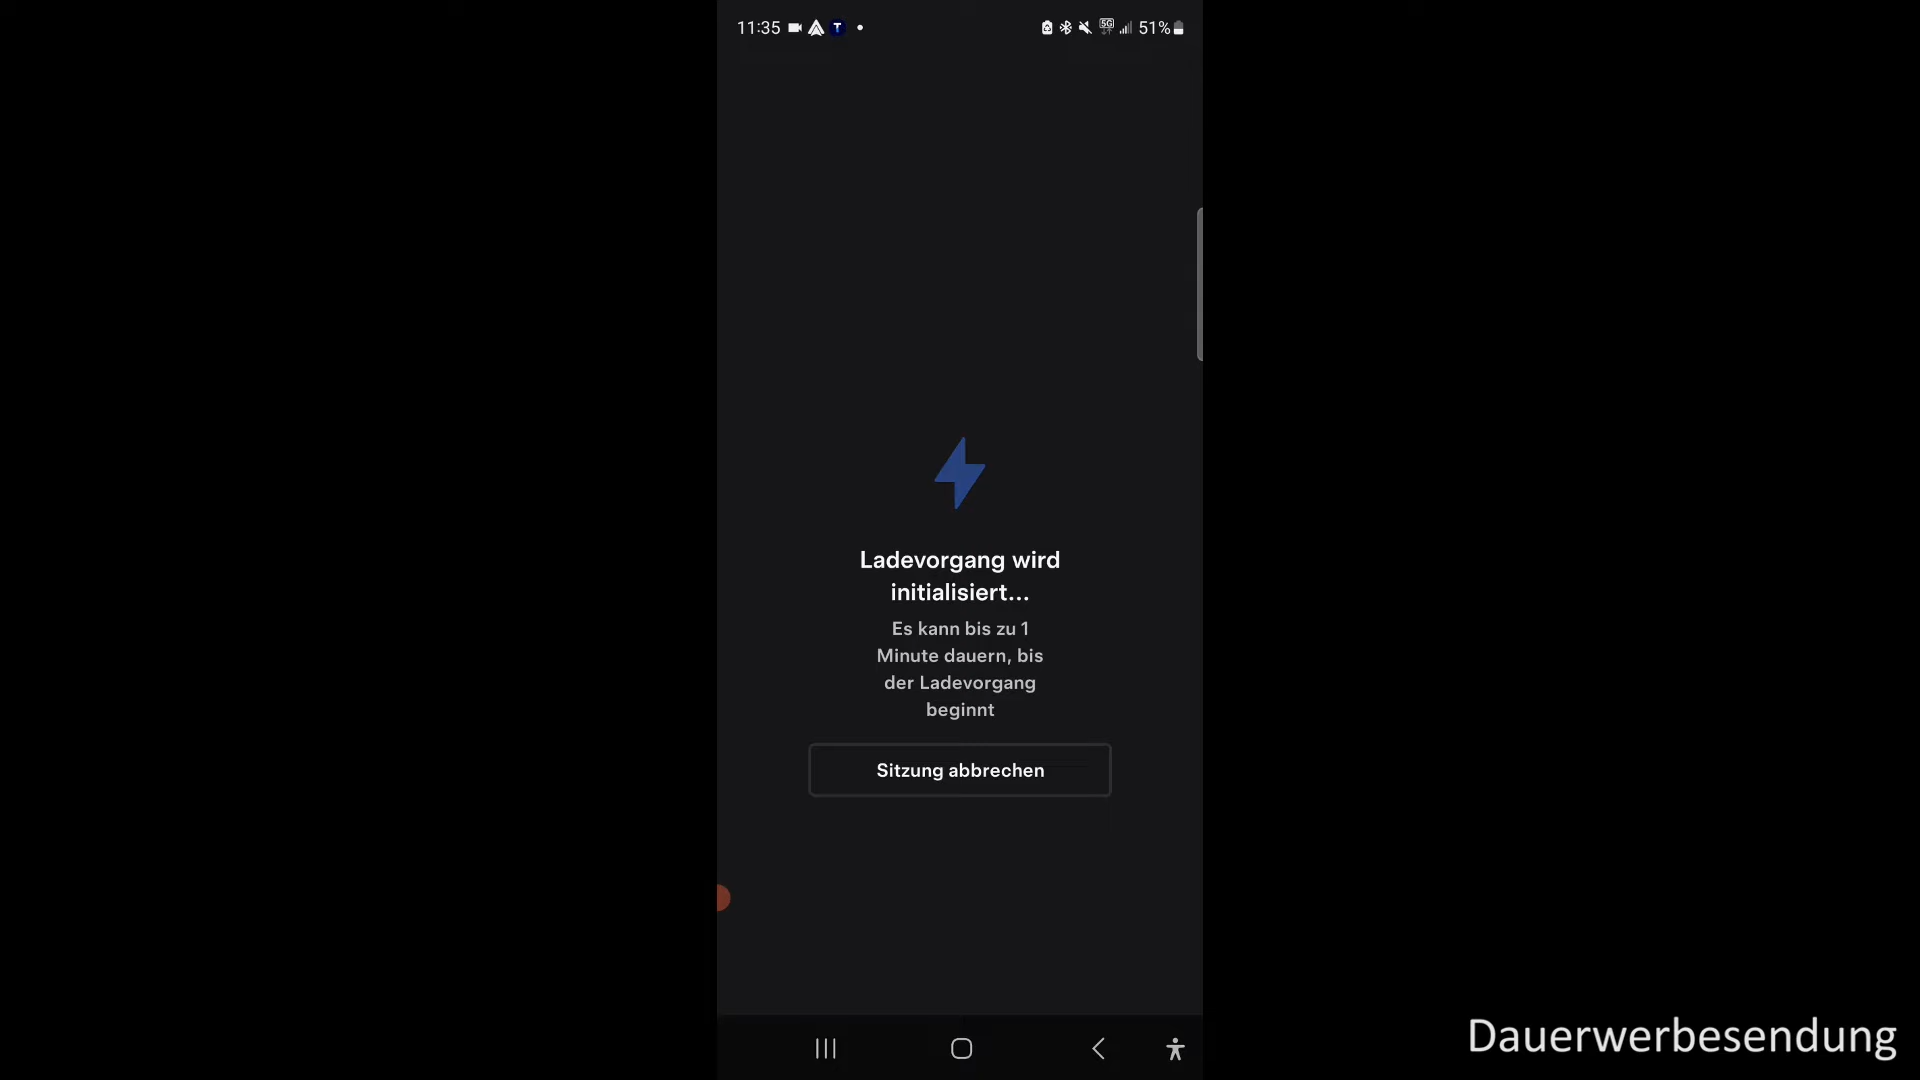 11:35 T 5G 51%
Ladevorgang wird
initialisiert...
Es kann bis zu 1
Minute dauern, bis
der Ladevorgang
beginnt
Sitzung abbrechen
Dauerwerbesendung